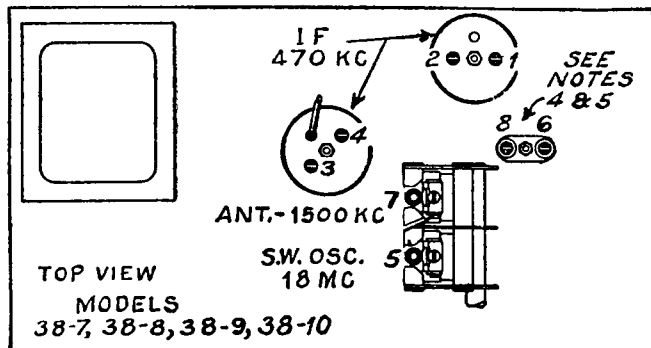 IF
470 KC
2
1
SEE
NOTES
4 & 5
8 6
4
3
7
ANT.-1500 KC
S.W. OSC.
18 MC
5
TOP VIEW
MODELS
38-7, 38-8, 38-9, 38-10